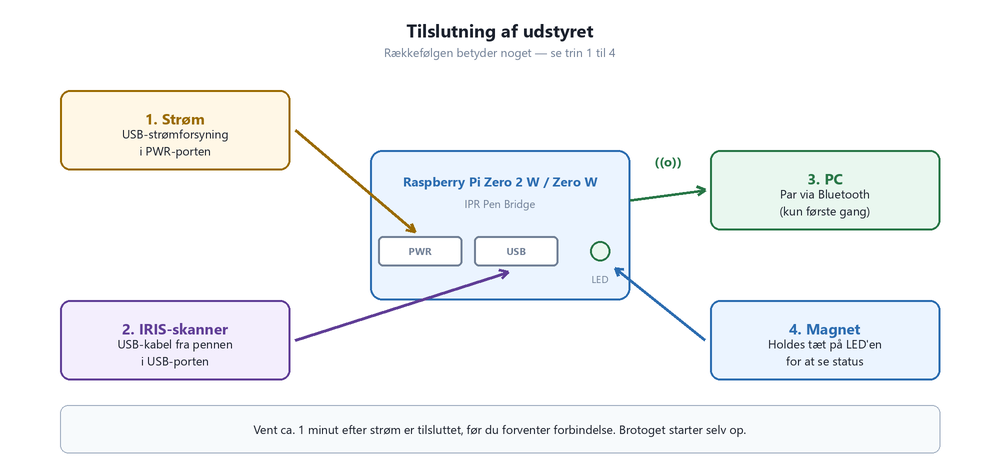 Tilslutning af udstyret
Rækkefølgen betyder noget — se trin 1 til 4
1. Strøm
USB-strømforsyning
i PWR-porten
Raspberry Pi Zero 2 W / Zero W
IPR Pen Bridge
PWR
USB
LED
((o))
3. PC
Par via Bluetooth
(kun første gang)
2. IRIS-skanner
USB-kabel fra pennen
i USB-porten
4. Magnet
Holdes tæt på LED'en
for at se status
Vent ca. 1 minut efter strøm er tilsluttet, før du forventer forbindelse. Brotoget starter selv op.